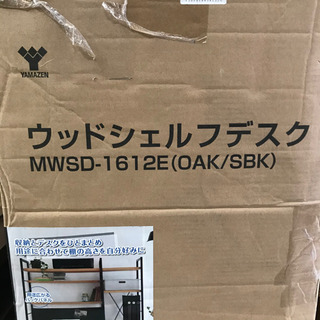 YAMAZEN
ウッドシェルフデスク
MWSD-1612E(OAK/SBK)
収納とデスクをひとまとめ
用途に合わせて棚の高さを自分好みに